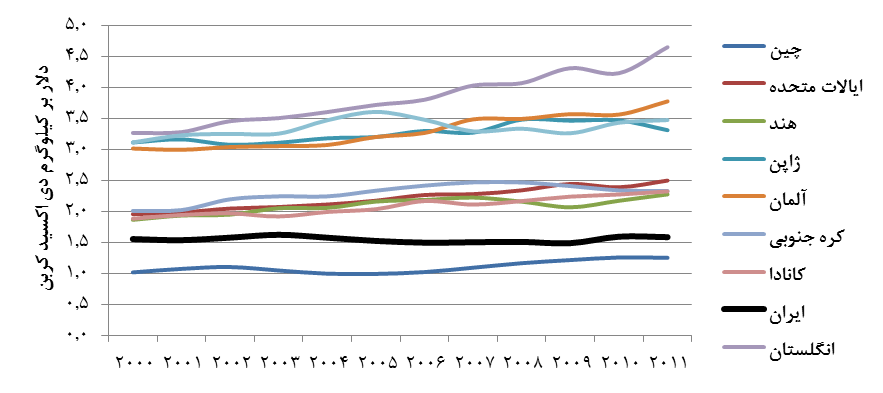 دلار بر کیلوگرم دی اکسید کربن
۵,۰
۴,۵
۴,۰
۳,۵
۳,۰
۲,۵
۲,۰
۱,۵
۱,۰
۰,۵
۰,۰
۲۰۰۰ ۲۰۰۱ ۲۰۰۲ ۲۰۰۳ ۲۰۰۴ ۲۰۰۵ ۲۰۰۶ ۲۰۰۷ ۲۰۰۸ ۲۰۰۹ ۲۰۱۰ ۲۰۱۱
چین
ایالات متحده
هند
ژاپن
آلمان
کره جنوبی
کانادا
ایران
انگلستان